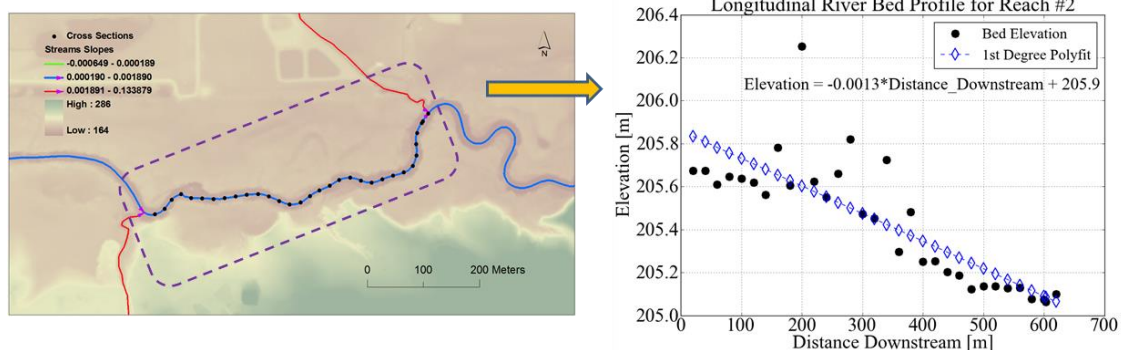 Cross Sections
Streams Slopes
-0.000649 - 0.000189
0.000190 - 0.001890
0.001891 - 0.133879
High : 286
Low : 164
N
0 100 200 Meters
Longitudinal River Bed Profile for Reach #2
Bed Elevation
1st Degree Polyfit
Elevation = -0.0013*Distance_Downstream + 205.9
Elevation [m]
206.4
206.2
206.0
205.8
205.6
205.4
205.2
205.0
0 100 200 300 400 500 600 700
Distance Downstream [m]